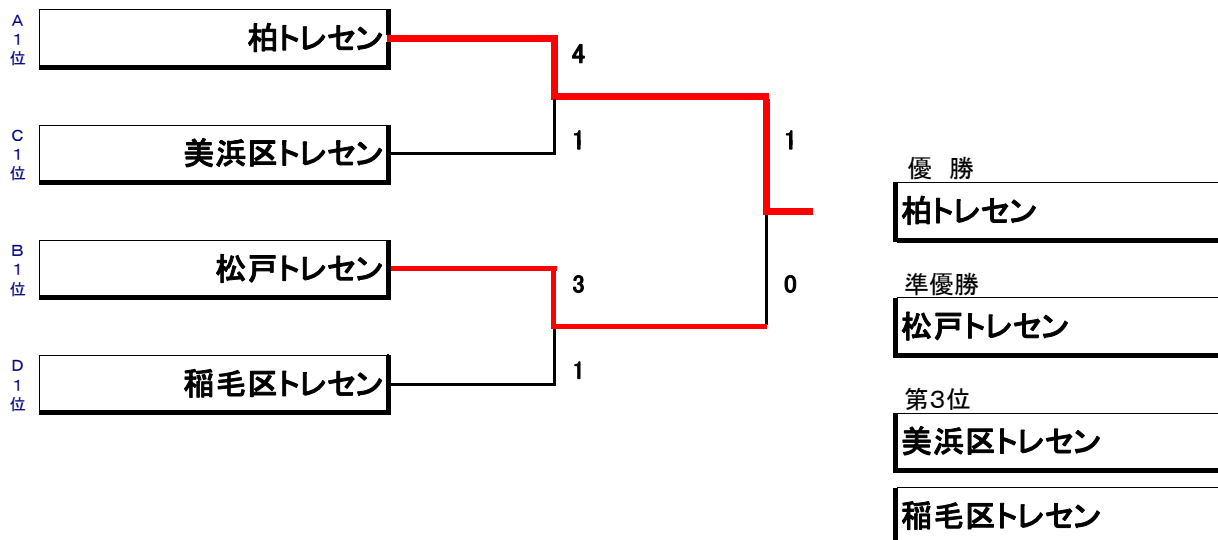 A
1
位
柏トレセン
4
C
1
位
美浜区トレセン
1
1
優　勝
柏トレセン
B
1
位
松戸トレセン
3
0
準優勝
松戸トレセン
D
1
位
稲毛区トレセン
1
第3位
美浜区トレセン
稲毛区トレセン